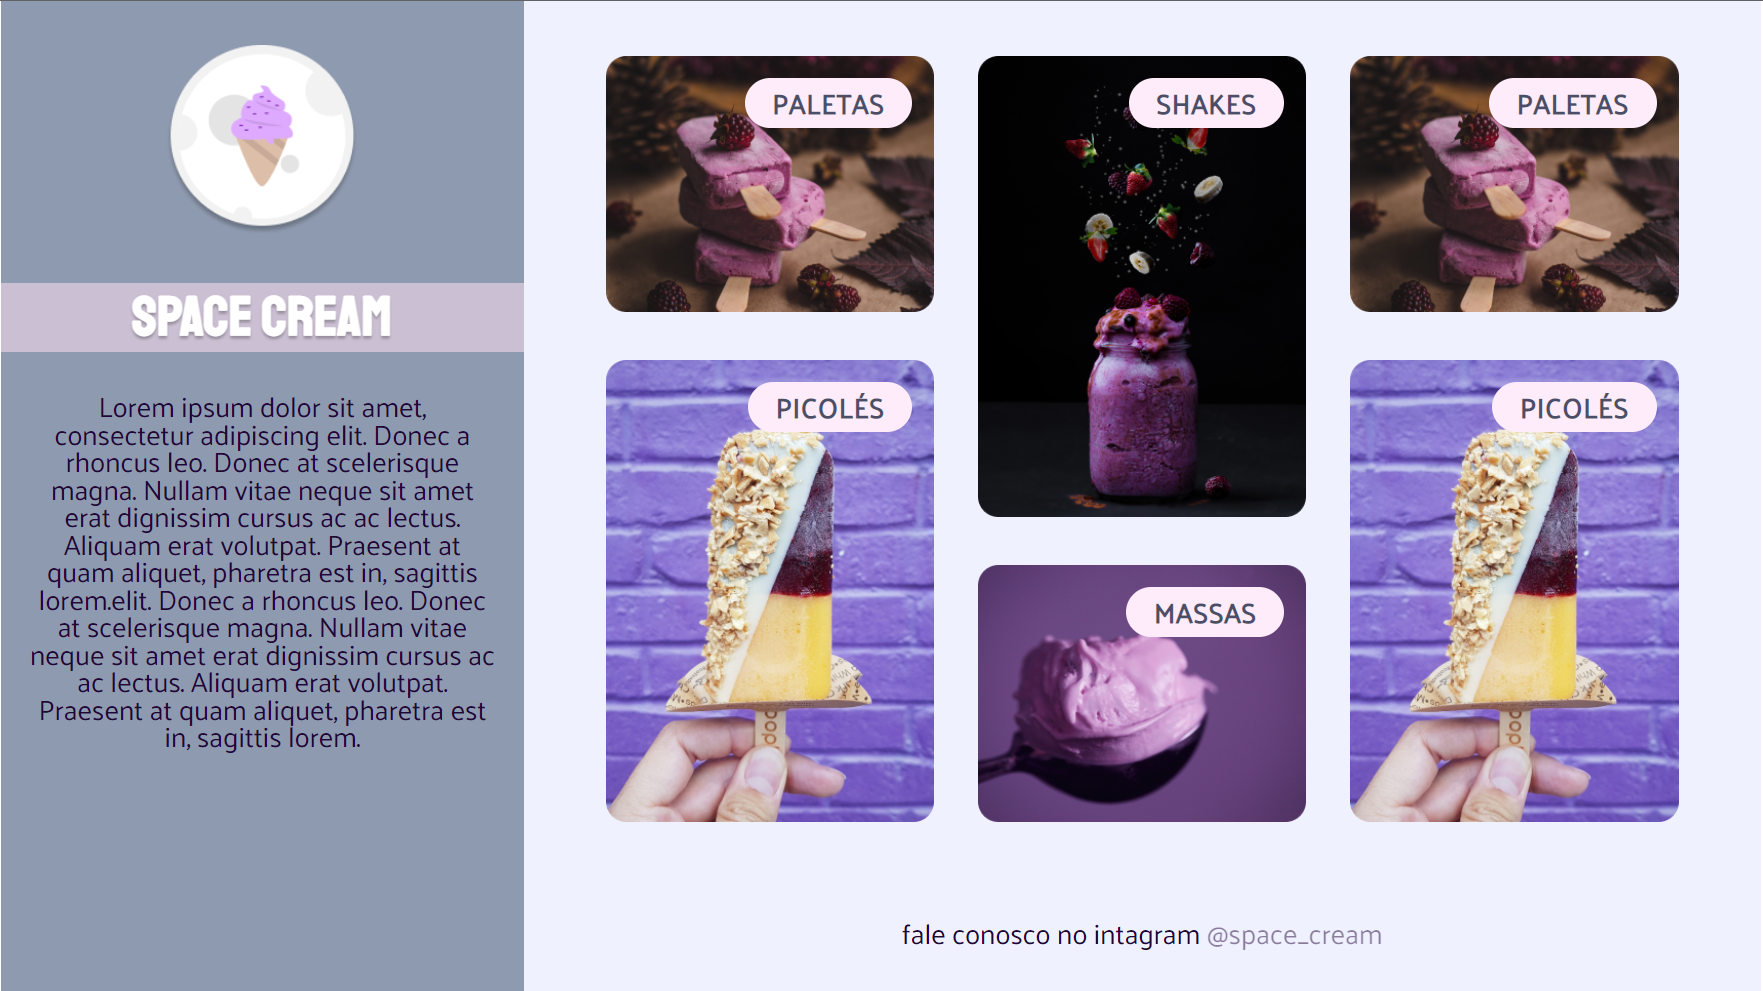 SPACE CREAM
Lorem ipsum dolor sit amet,
consectetur adipiscing elit. Donec a
rhoncus leo. Donec at scelerisque
magna. Nullam vitae neque sit amet
erat dignissim cursus ac ac lectus.
Aliquam erat volutpat. Praesent at
quam aliquet, pharetra est in, sagittis
lorem.elit. Donec a rhoncus leo. Donec
at scelerisque magna. Nullam vitae
neque sit amet erat dignissim cursus ac
ac lectus. Aliquam erat volutpat.
Praesent at quam aliquet, pharetra est
in, sagittis lorem.
PALETAS
SHAKES
PALETAS
PICOLÉS
MASSAS
PICOLÉS
fale conosco no intagram @space_cream